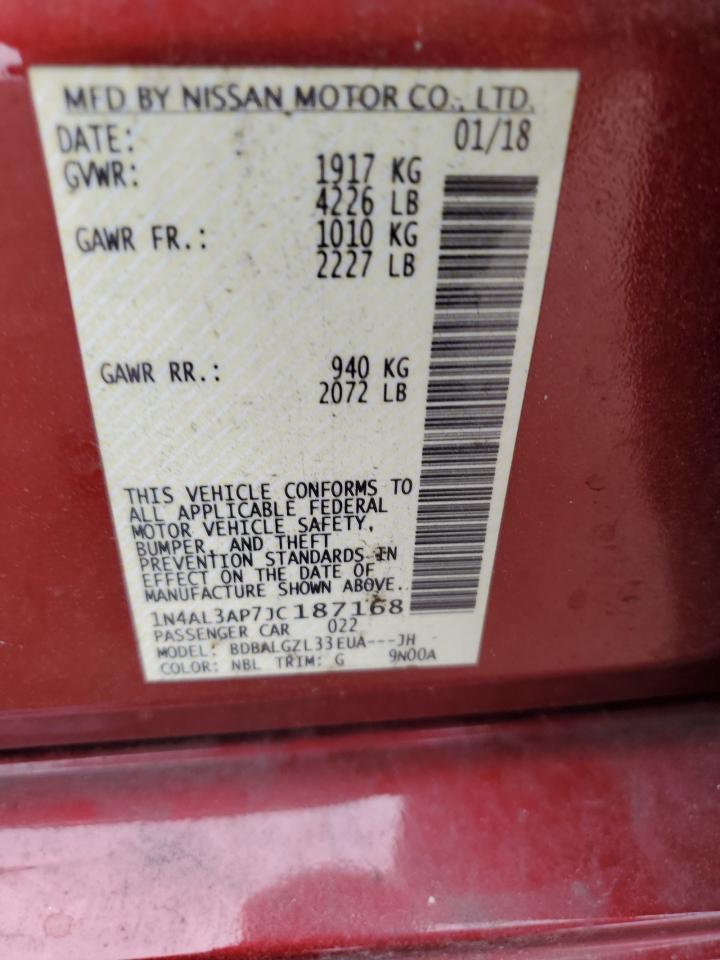 MFD BY NISSAN MOTOR CO., LTD.
DATE: 01/18
GVWR: 1917 KG
4226 LB
GAWR FR.: 1010 KG
2227 LB
GAWR RR.: 940 KG
2072 LB
THIS VEHICLE CONFORMS TO
ALL APPLICABLE FEDERAL
MOTOR VEHICLE SAFETY,
BUMPER, AND THEFT
PREVENTION STANDARDS IN
EFFECT ON THE DATE OF
MANUFACTURE SHOWN ABOVE.
1N4AL3AP7JC187168
PASSENGER CAR 022
MODEL: BDBALGZL33EUA---JH
COLOR: NBL TRIM: G 9N00A